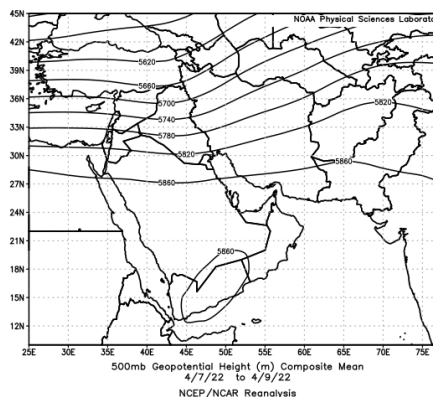 NOAA Physical Sciences Laborato
45N
42N
39N
36N
33N
30N
27N
24N
21N
18N
15N
12N
5620
5660
5700
5740
5780
5820
5820
5860
5860
5860
25E 30E 35E 40E 45E 50E 55E 60E 65E 70E 75E
500mb Geopotential Height (m) Composite Mean
4/7/22 to 4/9/22
NCEP/NCAR Reanalysis